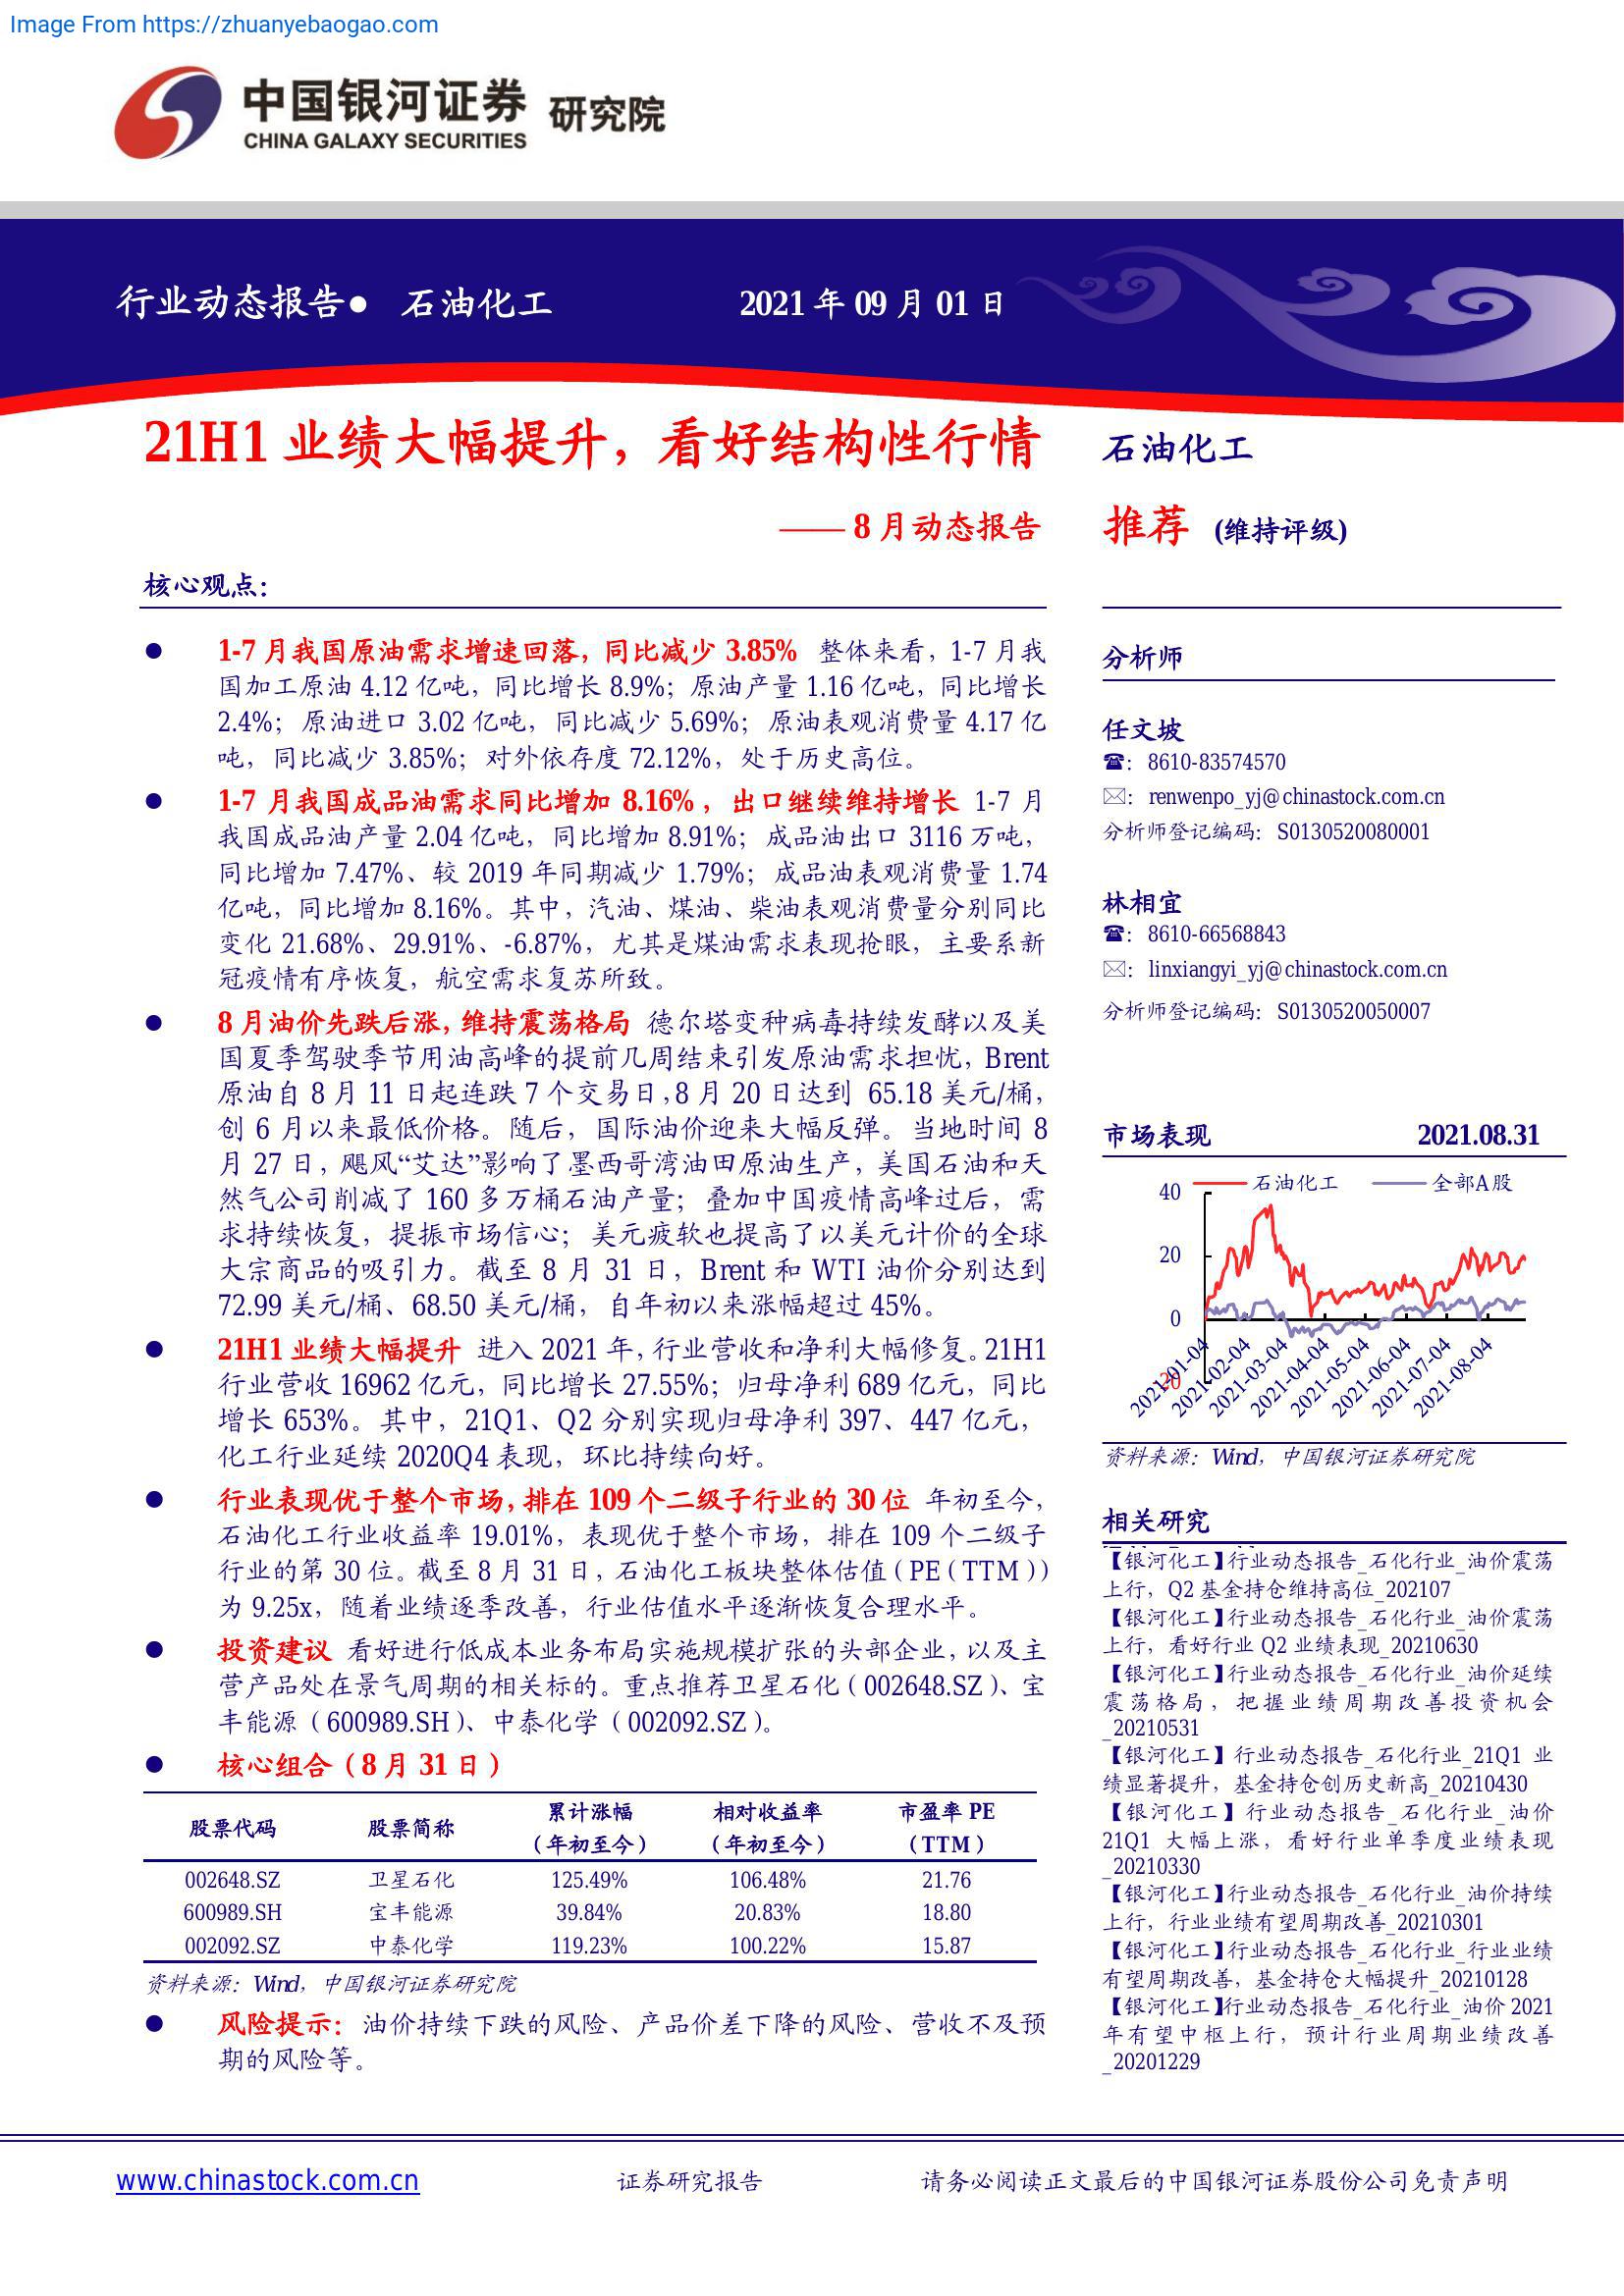 Image From https://zhuanyebaogao.com
中国银河证券 研究院
CHINA GALAXY SECURITIES
行业动态报告● 石油化工 2021 年 09 月 01 日
21H1 业绩大幅提升，看好结构性行情
—— 8 月动态报告
核心观点：
● 1-7 月我国原油需求增速回落，同比减少 3.85% 整体来看，1-7 月我
国加工原油 4.12 亿吨，同比增长 8.9%；原油产量 1.16 亿吨，同比增长
2.4%；原油进口 3.02 亿吨，同比减少 5.69%；原油表观消费量 4.17 亿
吨，同比减少 3.85%；对外依存度 72.12%，处于历史高位。
● 1-7 月我国成品油需求同比增加 8.16%，出口继续维持增长 1-7 月
我国成品油产量 2.04 亿吨，同比增加 8.91%；成品油出口 3116 万吨，
同比增加 7.47%、较 2019 年同期减少 1.79%；成品油表观消费量 1.74
亿吨，同比增加 8.16%。其中，汽油、煤油、柴油表观消费量分别同比
变化 21.68%、29.91%、-6.87%，尤其是煤油需求表现抢眼，主要系新
冠疫情有序恢复，航空需求复苏所致。
● 8 月油价先跌后涨，维持震荡格局 德尔塔变种病毒持续发酵以及美
国夏季驾驶季节用油高峰的提前几周结束引发原油需求担忧，Brent
原油自 8 月 11 日起连跌 7 个交易日，8 月 20 日达到 65.18 美元/桶，
创 6 月以来最低价格。随后，国际油价迎来大幅反弹。当地时间 8
月 27 日，飓风“艾达”影响了墨西哥湾油田原油生产，美国石油和天
然气公司削减了 160 多万桶石油产量；叠加中国疫情高峰过后，需
求持续恢复，提振市场信心；美元疲软也提高了以美元计价的全球
大宗商品的吸引力。截至 8 月 31 日，Brent 和 WTI 油价分别达到
72.99 美元/桶、68.50 美元/桶，自年初以来涨幅超过 45%。
● 21H1 业绩大幅提升 进入 2021 年，行业营收和净利大幅修复。21H1
行业营收 16962 亿元，同比增长 27.55%；归母净利 689 亿元，同比
增长 653%。其中，21Q1、Q2 分别实现归母净利 397、447 亿元，
化工行业延续 2020Q4 表现，环比持续向好。
● 行业表现优于整个市场，排在 109 个二级子行业的 30 位 年初至今，
石油化工行业收益率 19.01%，表现优于整个市场，排在 109 个二级子
行业的第 30 位。截至 8 月 31 日，石油化工板块整体估值（PE（TTM））
为 9.25x，随着业绩逐季改善，行业估值水平逐渐恢复合理水平。
● 投资建议 看好进行低成本业务布局实施规模扩张的头部企业，以及主
营产品处在景气周期的相关标的。重点推荐卫星石化（002648.SZ）、宝
丰能源（600989.SH）、中泰化学（002092.SZ）。
● 核心组合（8 月 31 日）
股票代码 股票简称 累计涨幅（年初至今） 相对收益率（年初至今） 市盈率 PE（TTM）
002648.SZ 卫星石化 125.49% 106.48% 21.76
600989.SH 宝丰能源 39.84% 20.83% 18.80
002092.SZ 中泰化学 119.23% 100.22% 15.87
资料来源：Wind，中国银河证券研究院
● 风险提示：油价持续下跌的风险、产品价差下降的风险、营收不及预
期的风险等。
石油化工
推荐 (维持评级)
分析师
任文坡
☎：8610-83574570
✉：renwenpo_yj@chinastock.com.cn
分析师登记编码：S0130520080001
林相宜
☎：8610-66568843
✉：linxiangyi_yj@chinastock.com.cn
分析师登记编码：S0130520050007
市场表现 2021.08.31
石油化工 全部A股
40
20
0
-20
2021-01-04
2021-02-04
2021-03-04
2021-04-04
2021-05-04
2021-06-04
2021-07-04
2021-08-04
资料来源：Wind，中国银河证券研究院
相关研究
【银河化工】行业动态报告_石化行业_油价震荡
上行，Q2 基金持仓维持高位_202107
【银河化工】行业动态报告_石化行业_油价震荡
上行，看好行业 Q2 业绩表现_20210630
【银河化工】行业动态报告_石化行业_油价延续
震荡格局，把握业绩周期改善投资机会
_20210531
【银河化工】行业动态报告_石化行业_21Q1 业
绩显著提升，基金持仓创历史新高_20210430
【银河化工】行业动态报告_石化行业_油价
21Q1 大幅上涨，看好行业单季度业绩表现
_20210330
【银河化工】行业动态报告_石化行业_油价持续
上行，行业业绩有望周期改善_20210301
【银河化工】行业动态报告_石化行业_行业业绩
有望周期改善，基金持仓大幅提升_20210128
【银河化工】行业动态报告_石化行业_油价 2021
年有望中枢上行，预计行业周期业绩改善
_20201229
www.chinastock.com.cn 证券研究报告 请务必阅读正文最后的中国银河证券股份公司免责声明